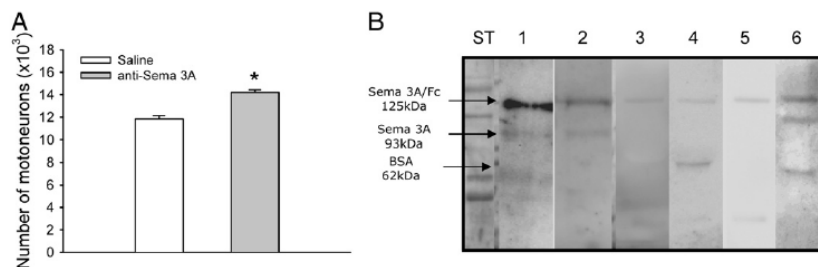 A
Number of motoneurons (x10³)
18
16
14
12
10
8
6
4
2
0
Saline
anti-Sema 3A
*
B
ST 1 2 3 4 5 6
Sema 3A/Fc
125kDa
Sema 3A
93kDa
BSA
62kDa